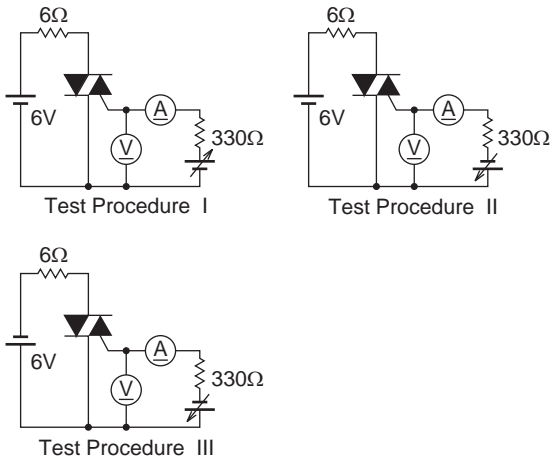 6Ω
6V
A
V
330Ω
Test Procedure I
6Ω
6V
A
V
330Ω
Test Procedure II
6Ω
6V
A
V
330Ω
Test Procedure III